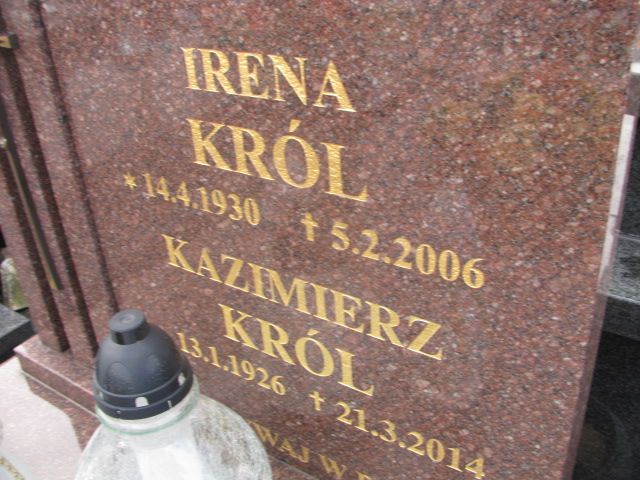 IRENA
KRÓL
* 14.4.1930 † 5.2.2006
KAZIMIERZ
KRÓL
13.1.1926 † 21.3.2014
W